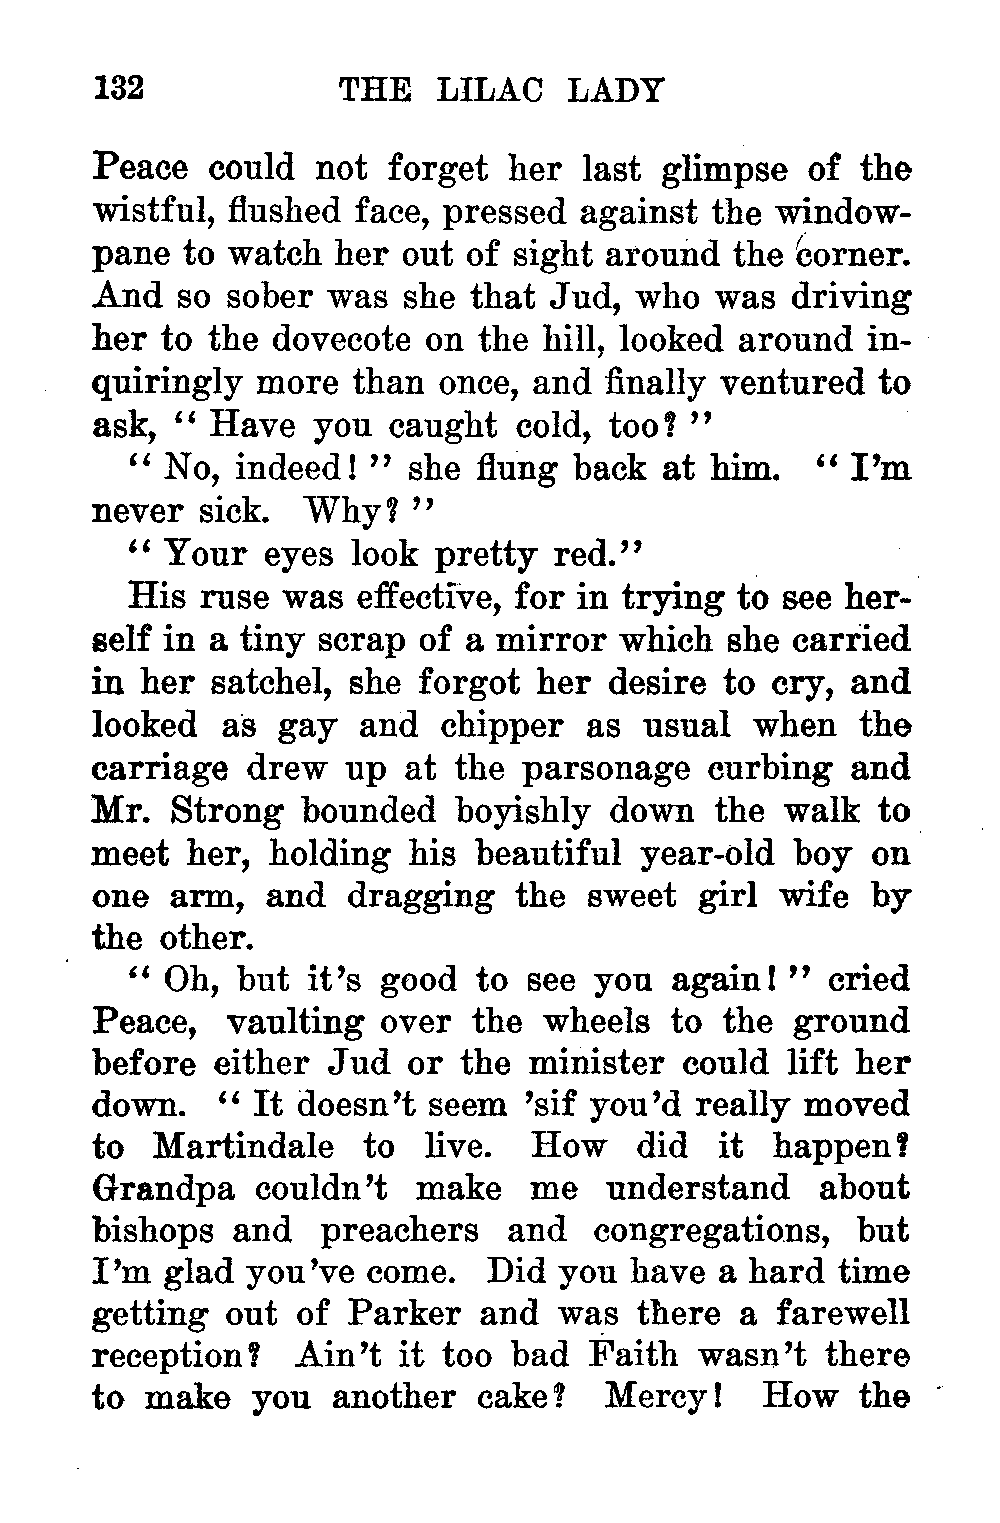 132 THE LILAC LADY
Peace could not forget her last glimpse of the
wistful, flushed face, pressed against the window-
pane to watch her out of sight around the corner.
And so sober was she that Jud, who was driving
her to the dovecote on the hill, looked around in-
quiringly more than once, and finally ventured to
ask, " Have you caught cold, too? "
" No, indeed! " she flung back at him. " I'm
never sick. Why? "
" Your eyes look pretty red."
His ruse was effective, for in trying to see her-
self in a tiny scrap of a mirror which she carried
in her satchel, she forgot her desire to cry, and
looked as gay and chipper as usual when the
carriage drew up at the parsonage curbing and
Mr. Strong bounded boyishly down the walk to
meet her, holding his beautiful year-old boy on
one arm, and dragging the sweet girl wife by
the other.
" Oh, but it's good to see you again! " cried
Peace, vaulting over the wheels to the ground
before either Jud or the minister could lift her
down. " It doesn't seem 'sif you'd really moved
to Martindale to live. How did it happen?
Grandpa couldn't make me understand about
bishops and preachers and congregations, but
I'm glad you've come. Did you have a hard time
getting out of Parker and was there a farewell
reception? Ain't it too bad Faith wasn't there
to make you another cake? Mercy! How the